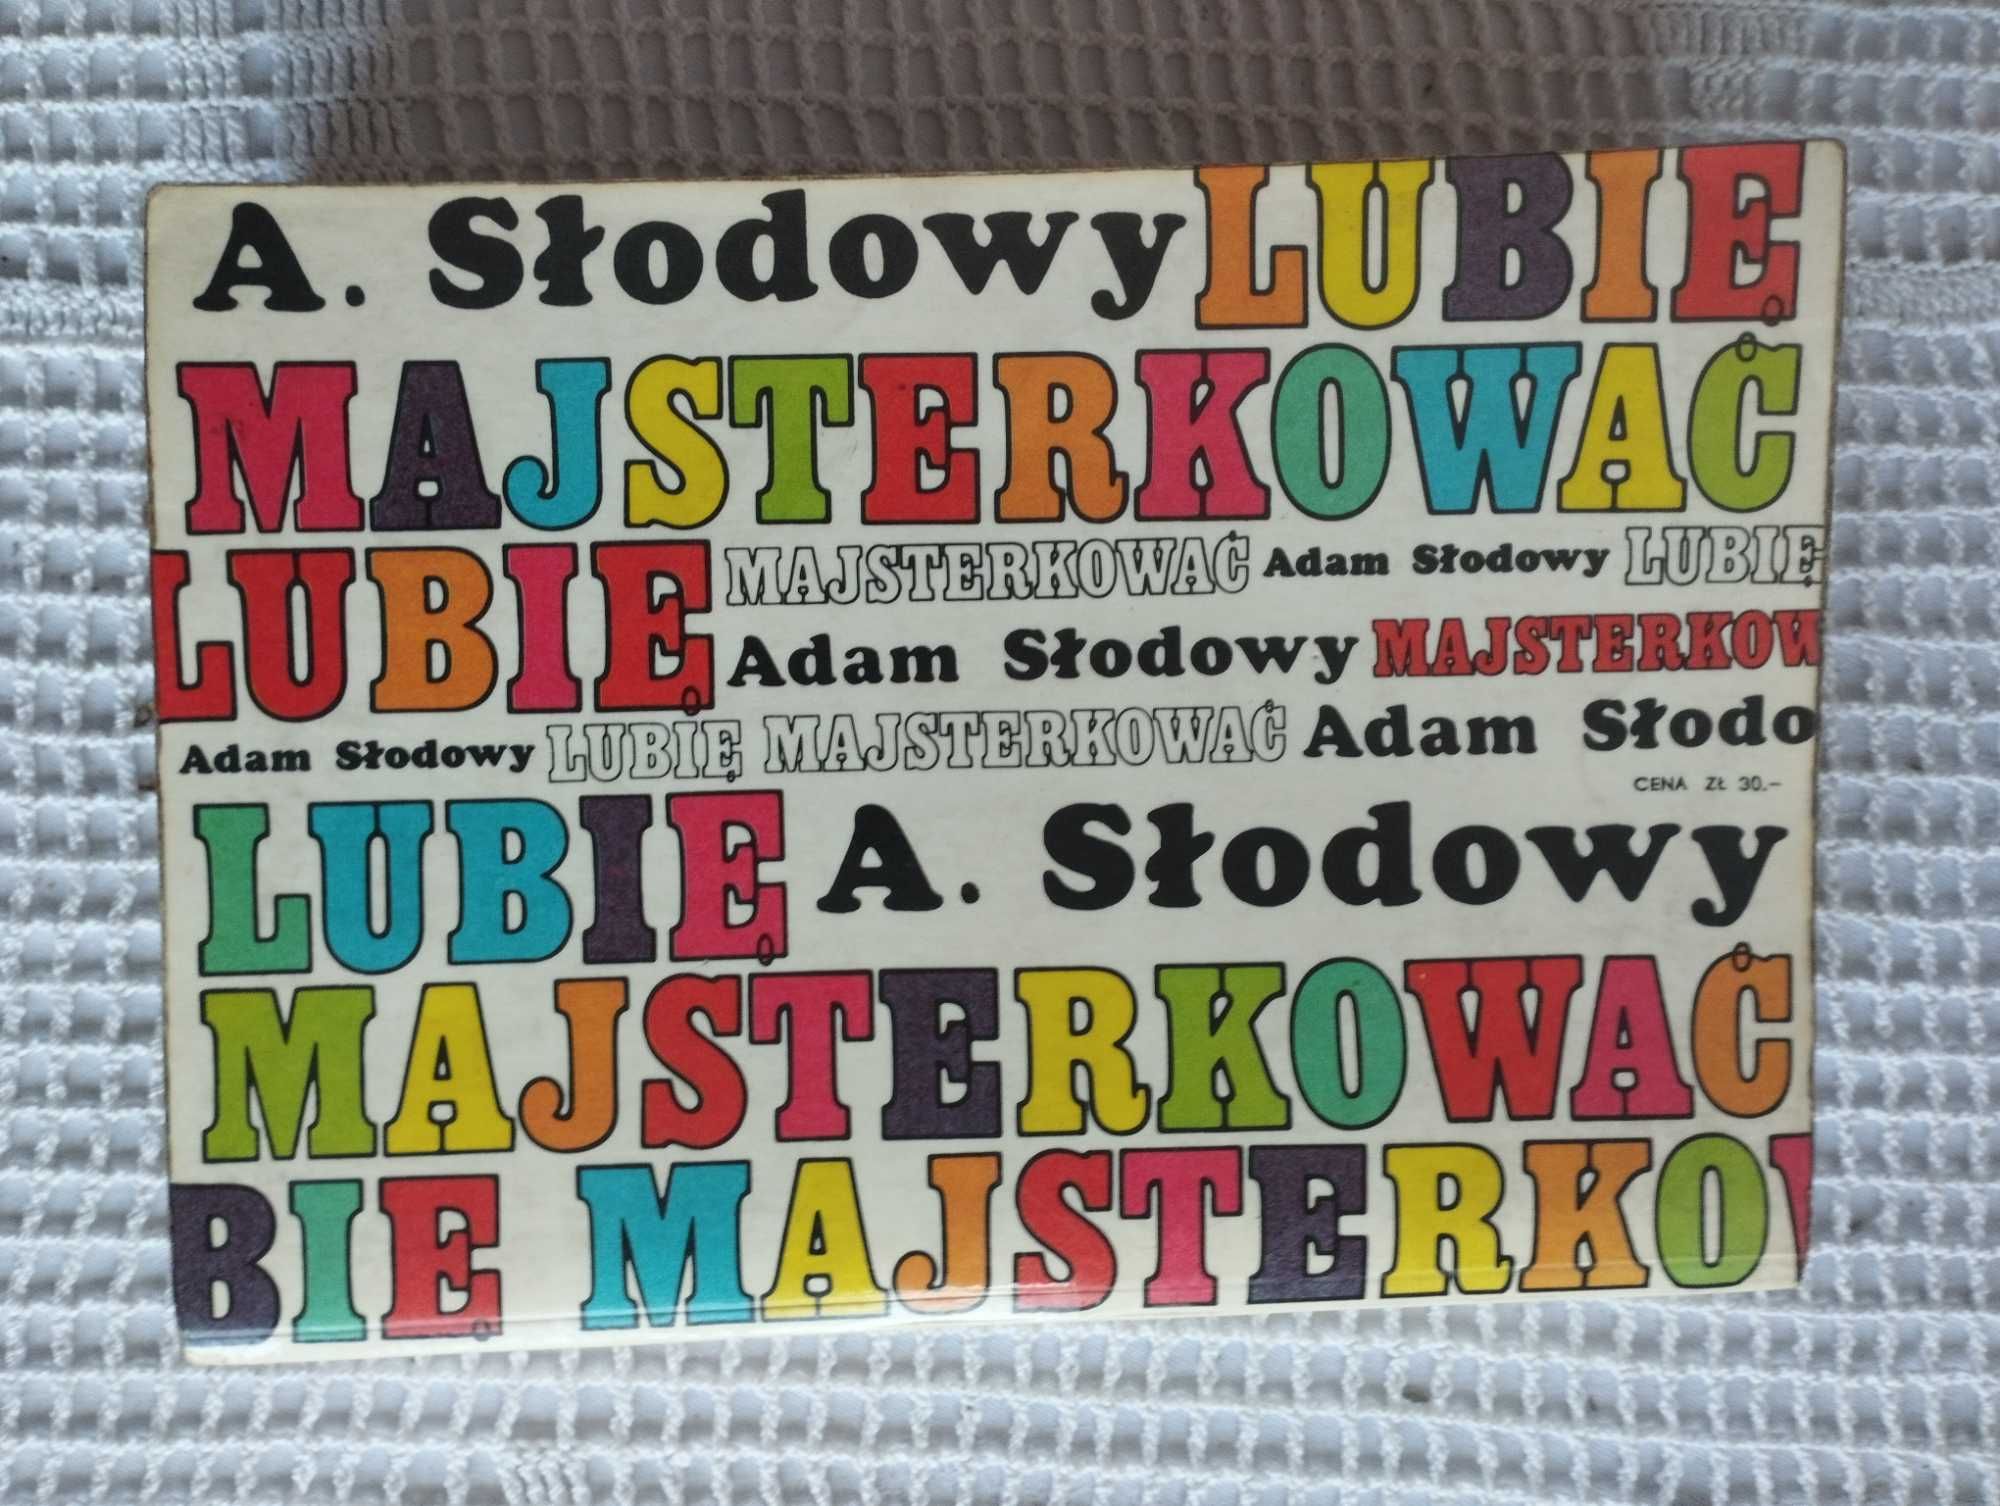 A. Słodowy LUBIĘ
MAJSTERKOWAĆ
LUBIĘ MAJSTERKOWAĆ Adam Słodowy LUBIĘ
Adam Słodowy MAJSTERKOW
Adam Słodowy LUBIĘ MAJSTERKOWAĆ Adam Słodo
CENA ZŁ 30.-
LUBIĘ A. Słodowy
MAJSTERKOWAĆ
BIĘ MAJSTERKO